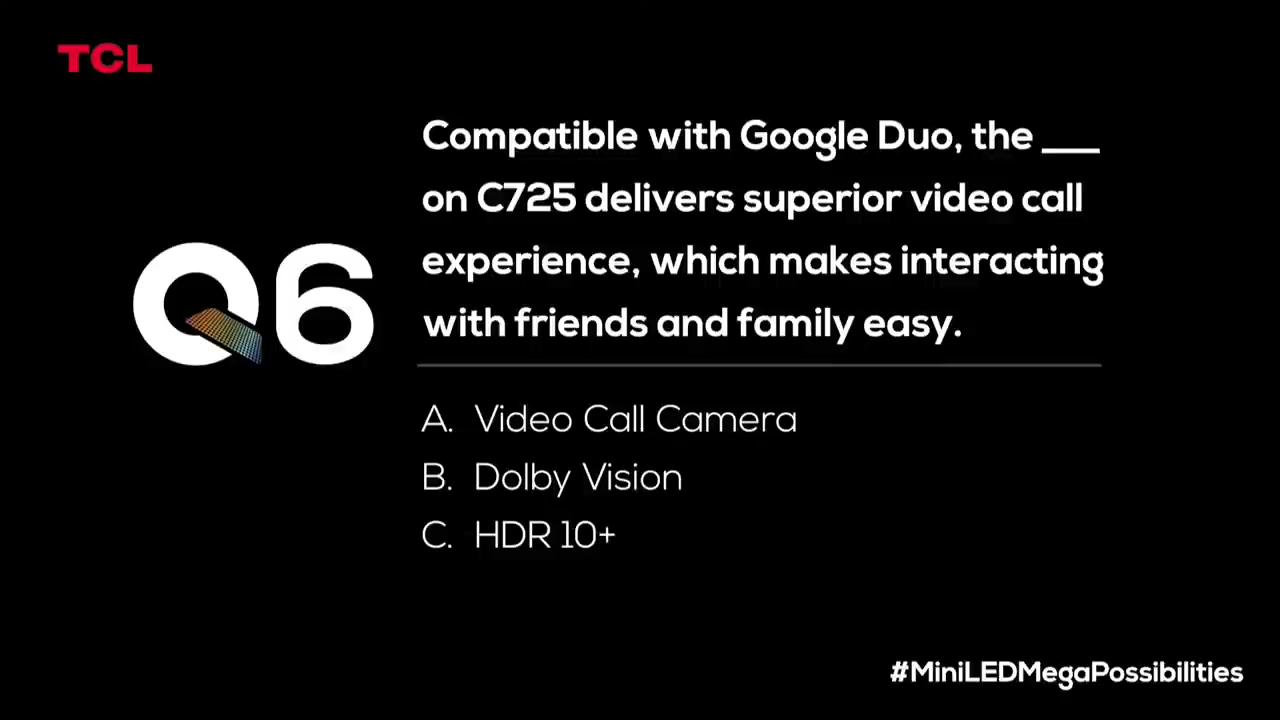 TCL
Q6
Compatible with Google Duo, the ___
on C725 delivers superior video call
experience, which makes interacting
with friends and family easy.
A. Video Call Camera
B. Dolby Vision
C. HDR 10+
#MiniLEDMegaPossibilities